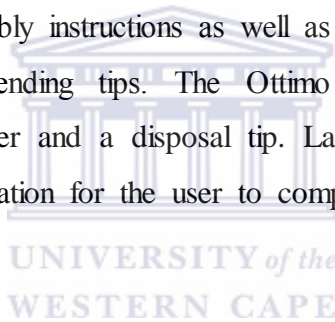 bly instructions as well as
ending tips. The Ottimo
er and a disposal tip. La
ation for the user to comp
UNIVERSITY of the
WESTERN CAPE